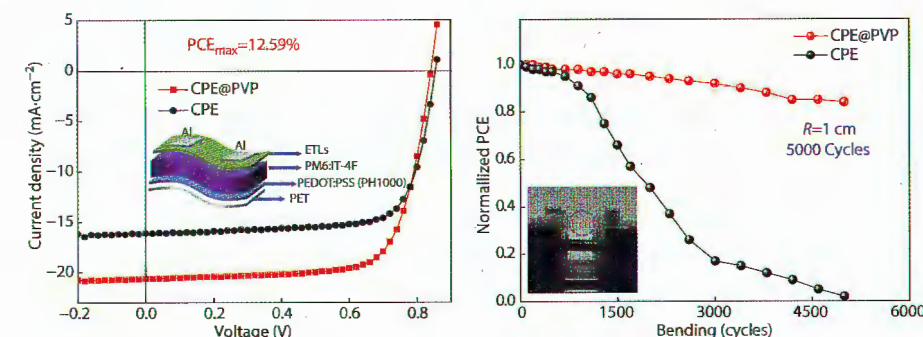 PCEmax=12.59%
CPE@PVP
CPE
Al
Al
ETLs
PM6:IT-4F
PEDOT:PSS (PH1000)
PET
Current density (mA·cm−2)
5
0
−5
−10
−15
−20
−0.2
0.0
0.2
0.4
0.6
0.8
Voltage (V)
CPE@PVP
CPE
R=1 cm
5000 Cycles
Normalized PCE
1.0
0.8
0.6
0.4
0.2
0.0
0
1500
3000
4500
6000
Bending (cycles)